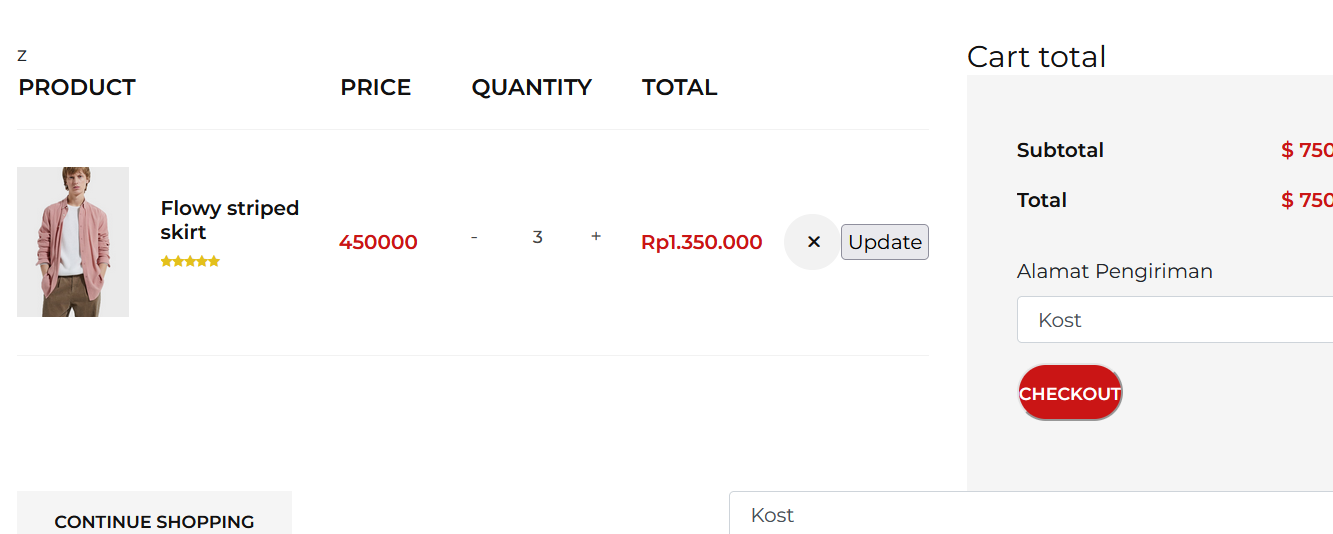 z
PRODUCT PRICE QUANTITY TOTAL
Flowy striped
skirt
450000 - 3 + Rp1.350.000 × Update
Cart total
Subtotal $ 750
Total $ 750
Alamat Pengiriman
Kost
CHECKOUT
CONTINUE SHOPPING
Kost